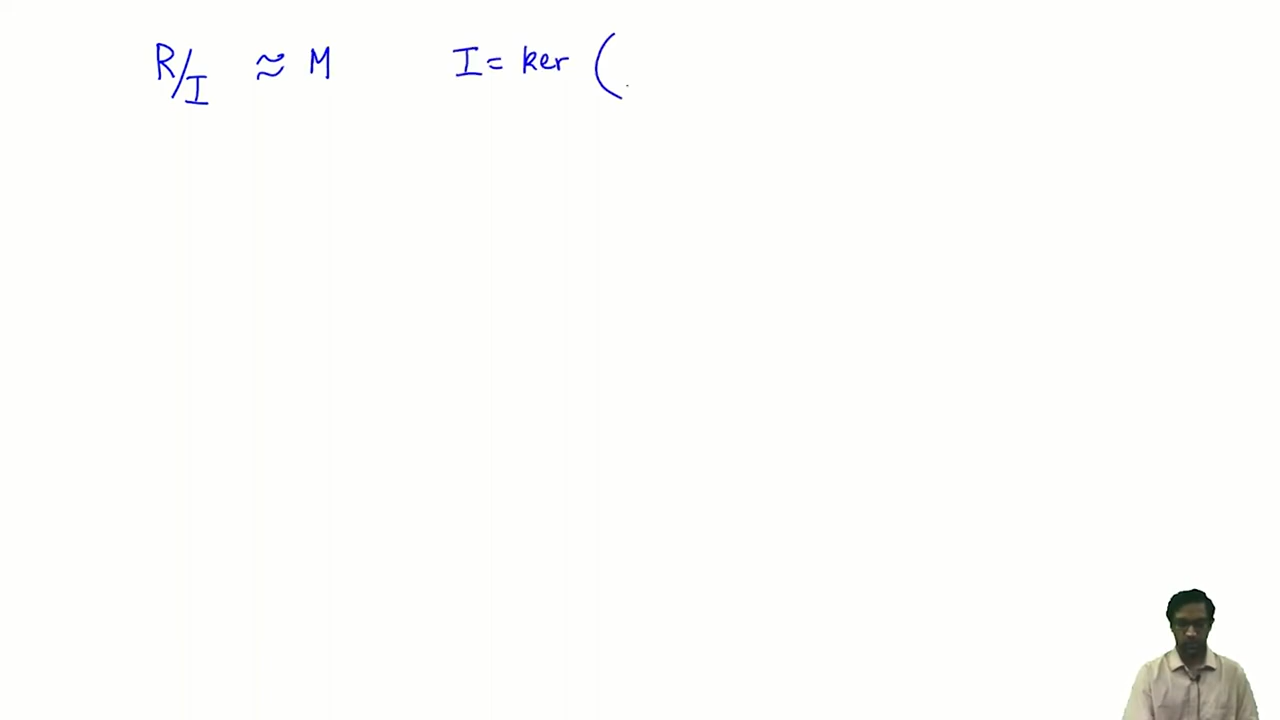 R/I ≈ M I = ker (